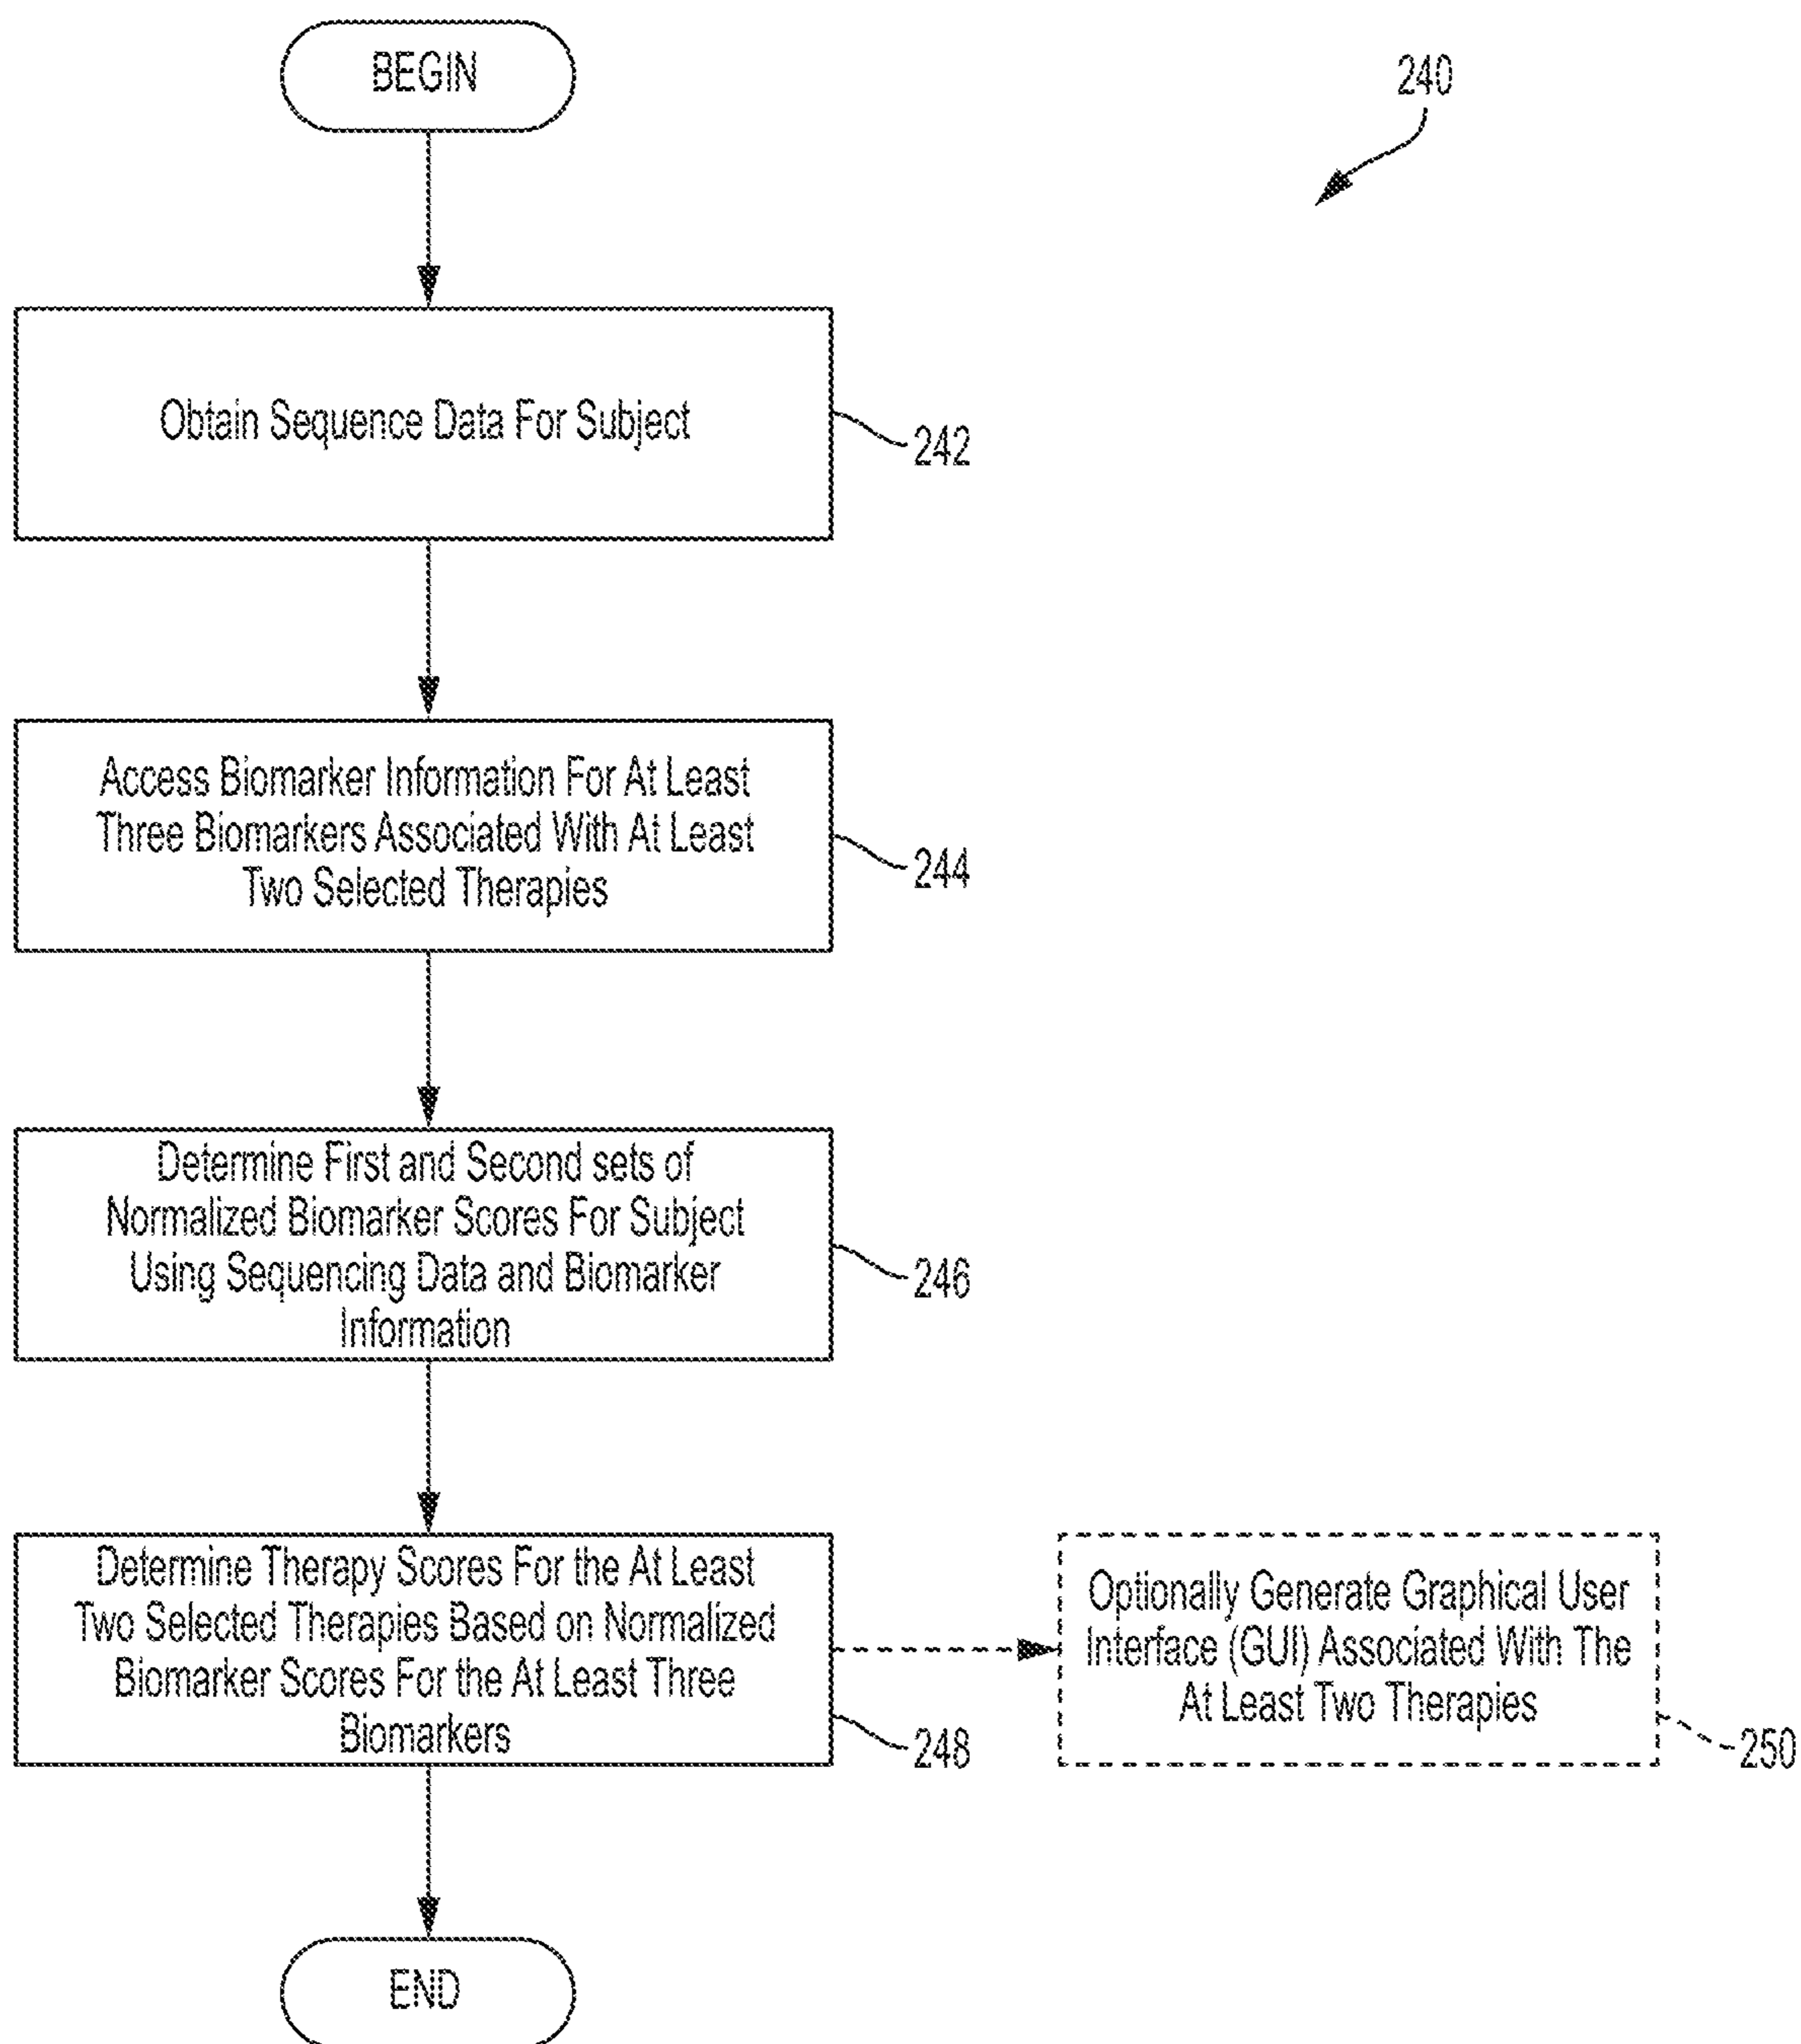 BEGIN
240
Obtain Sequence Data For Subject
242
Access Biomarker Information For At Least
Three Biomarkers Associated With At Least
Two Selected Therapies
244
Determine First and Second sets of
Normalized Biomarker Scores For Subject
Using Sequencing Data and Biomarker
Information
246
Determine Therapy Scores For the At Least
Two Selected Therapies Based on Normalized
Biomarker Scores For the At Least Three
Biomarkers
248
Optionally Generate Graphical User
Interface (GUI) Associated With The
At Least Two Therapies
250
END